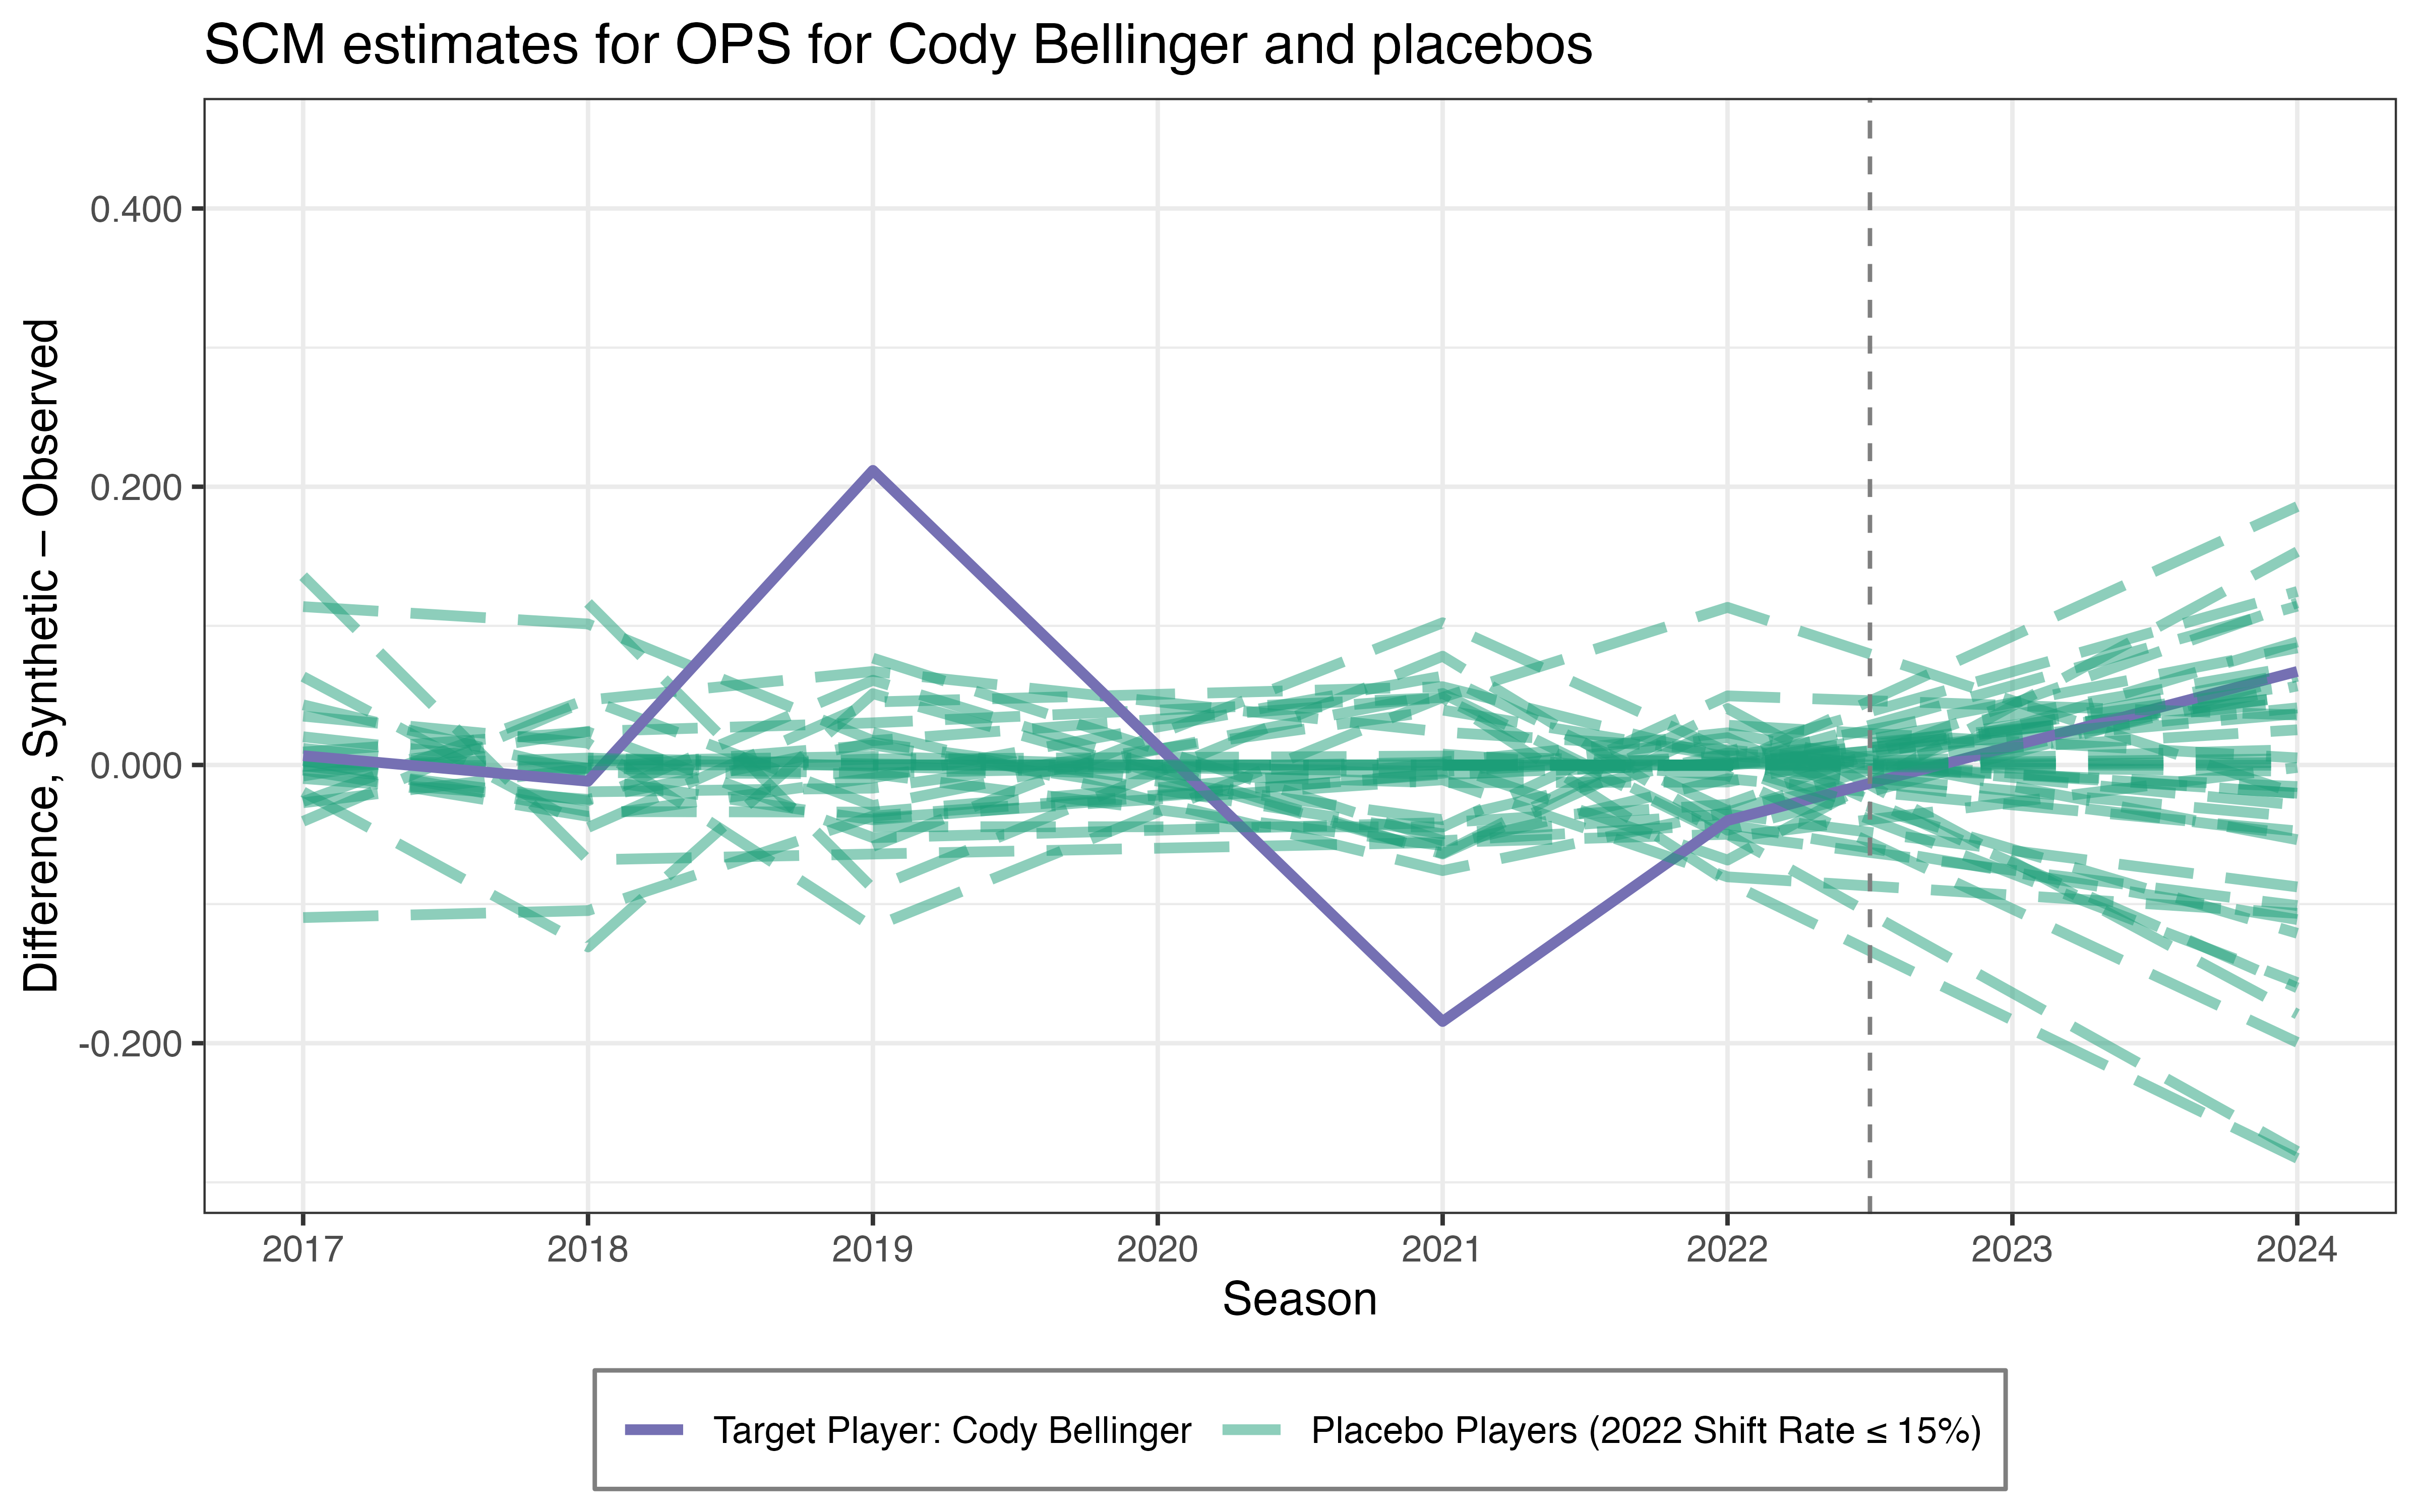 SCM estimates for OPS for Cody Bellinger and placebos
Difference, Synthetic − Observed
0.400
0.200
0.000
-0.200
2017 2018 2019 2020 2021 2022 2023 2024
Season
Target Player: Cody Bellinger Placebo Players (2022 Shift Rate ≤ 15%)